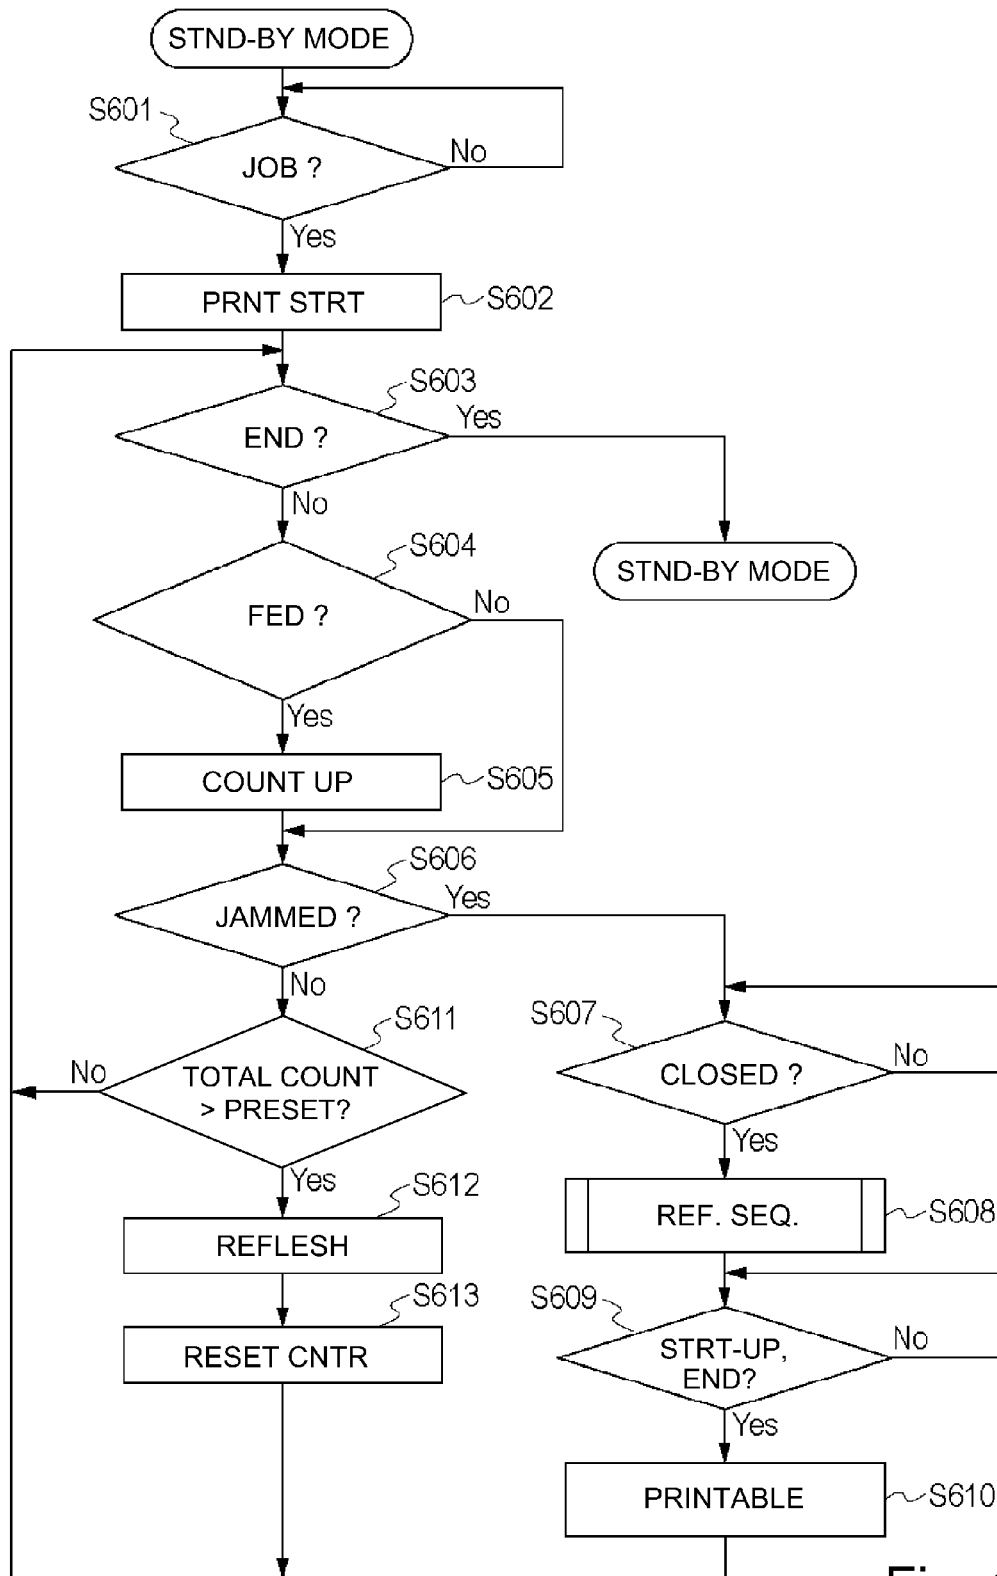 STND-BY MODE
S601
JOB ?
No
Yes
PRNT STRT
S602
S603
END ?
Yes
No
STND-BY MODE
S604
FED ?
No
Yes
COUNT UP
S605
S606
JAMMED ?
Yes
No
S611
TOTAL COUNT
> PRESET?
No
Yes
S612
REFLESH
S613
RESET CNTR
S607
CLOSED ?
No
Yes
REF. SEQ.
S608
S609
STRT-UP,
END?
No
Yes
PRINTABLE
S610